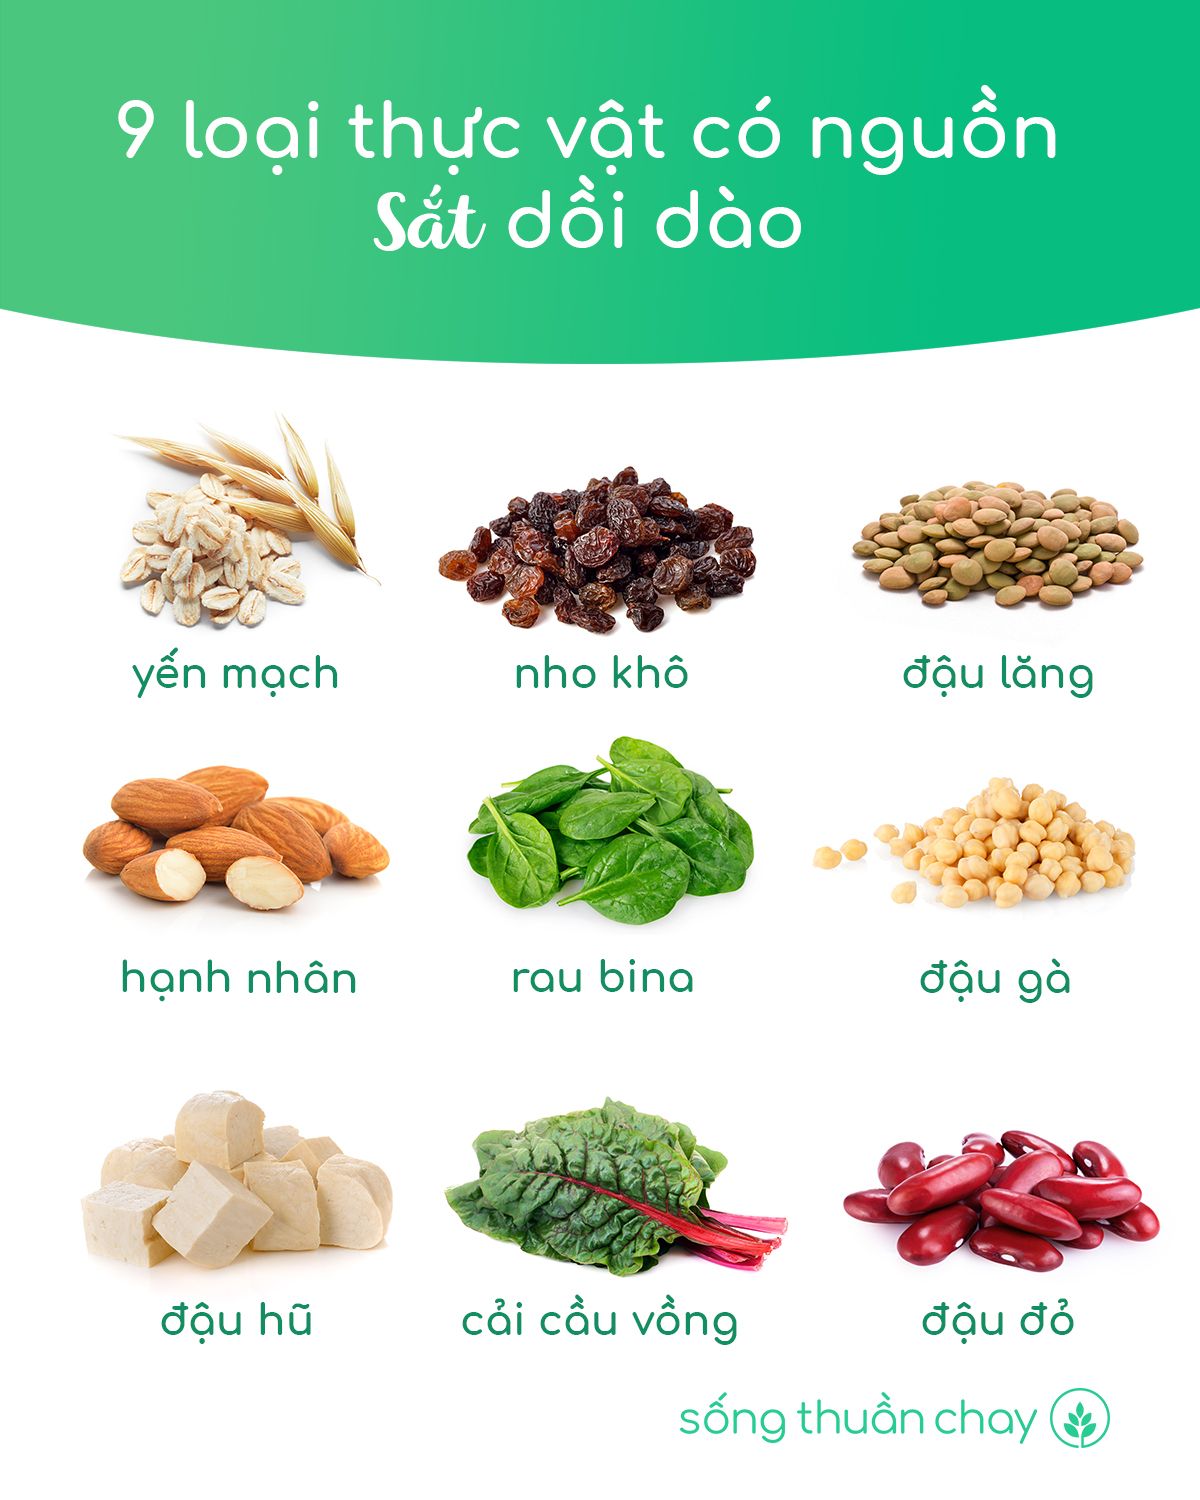 9 loại thực vật có nguồn
Sắt dồi dào
yến mạch
nho khô
đậu lăng
hạnh nhân
rau bina
đậu gà
đậu hũ
cải cầu vồng
đậu đỏ
sống thuần chay